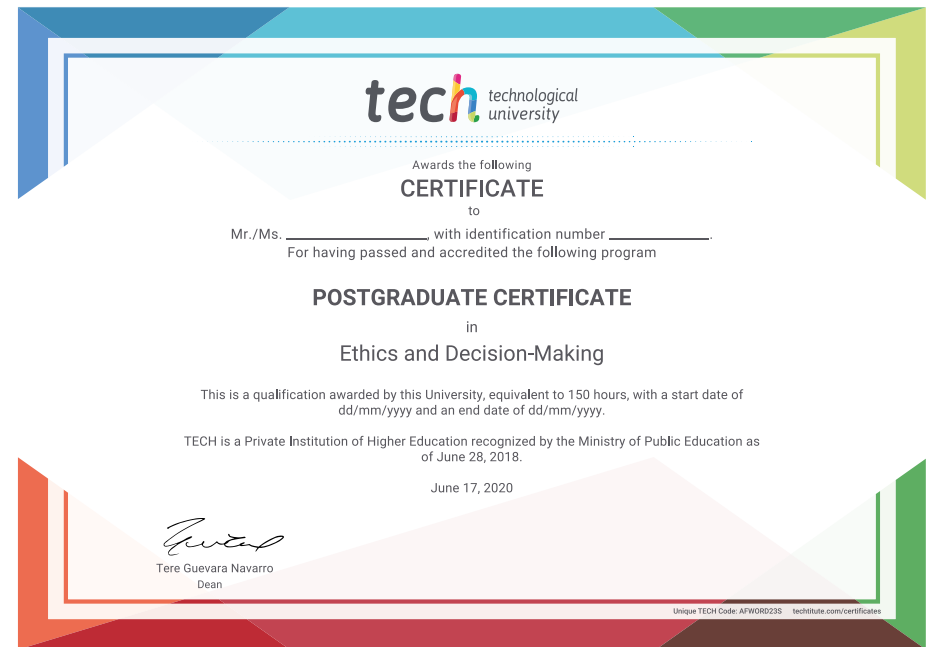 tech technological
university
Awards the following
CERTIFICATE
to
Mr./Ms. __________________, with identification number _____________.
For having passed and accredited the following program
POSTGRADUATE CERTIFICATE
in
Ethics and Decision-Making
This is a qualification awarded by this University, equivalent to 150 hours, with a start date of
dd/mm/yyyy and an end date of dd/mm/yyyy.
TECH is a Private Institution of Higher Education recognized by the Ministry of Public Education as
of June 28, 2018.
June 17, 2020
Tere Guevara Navarro
Dean
Unique TECH Code: AFWORD23S techtitute.com/certificates